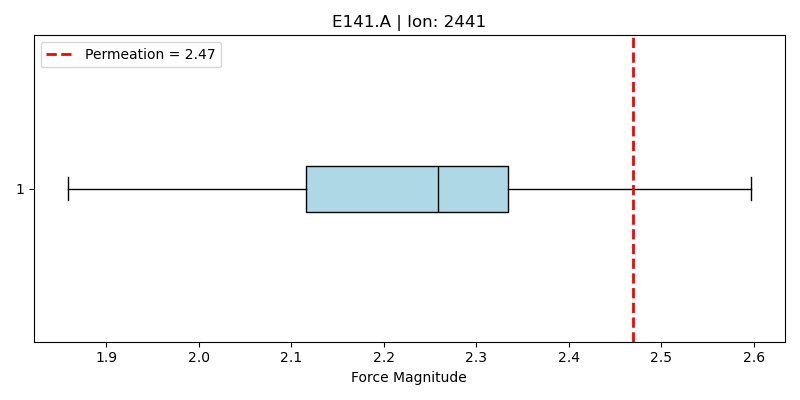 E141.A | Ion: 2441
Permeation = 2.47
1
1.9 2.0 2.1 2.2 2.3 2.4 2.5 2.6
Force Magnitude